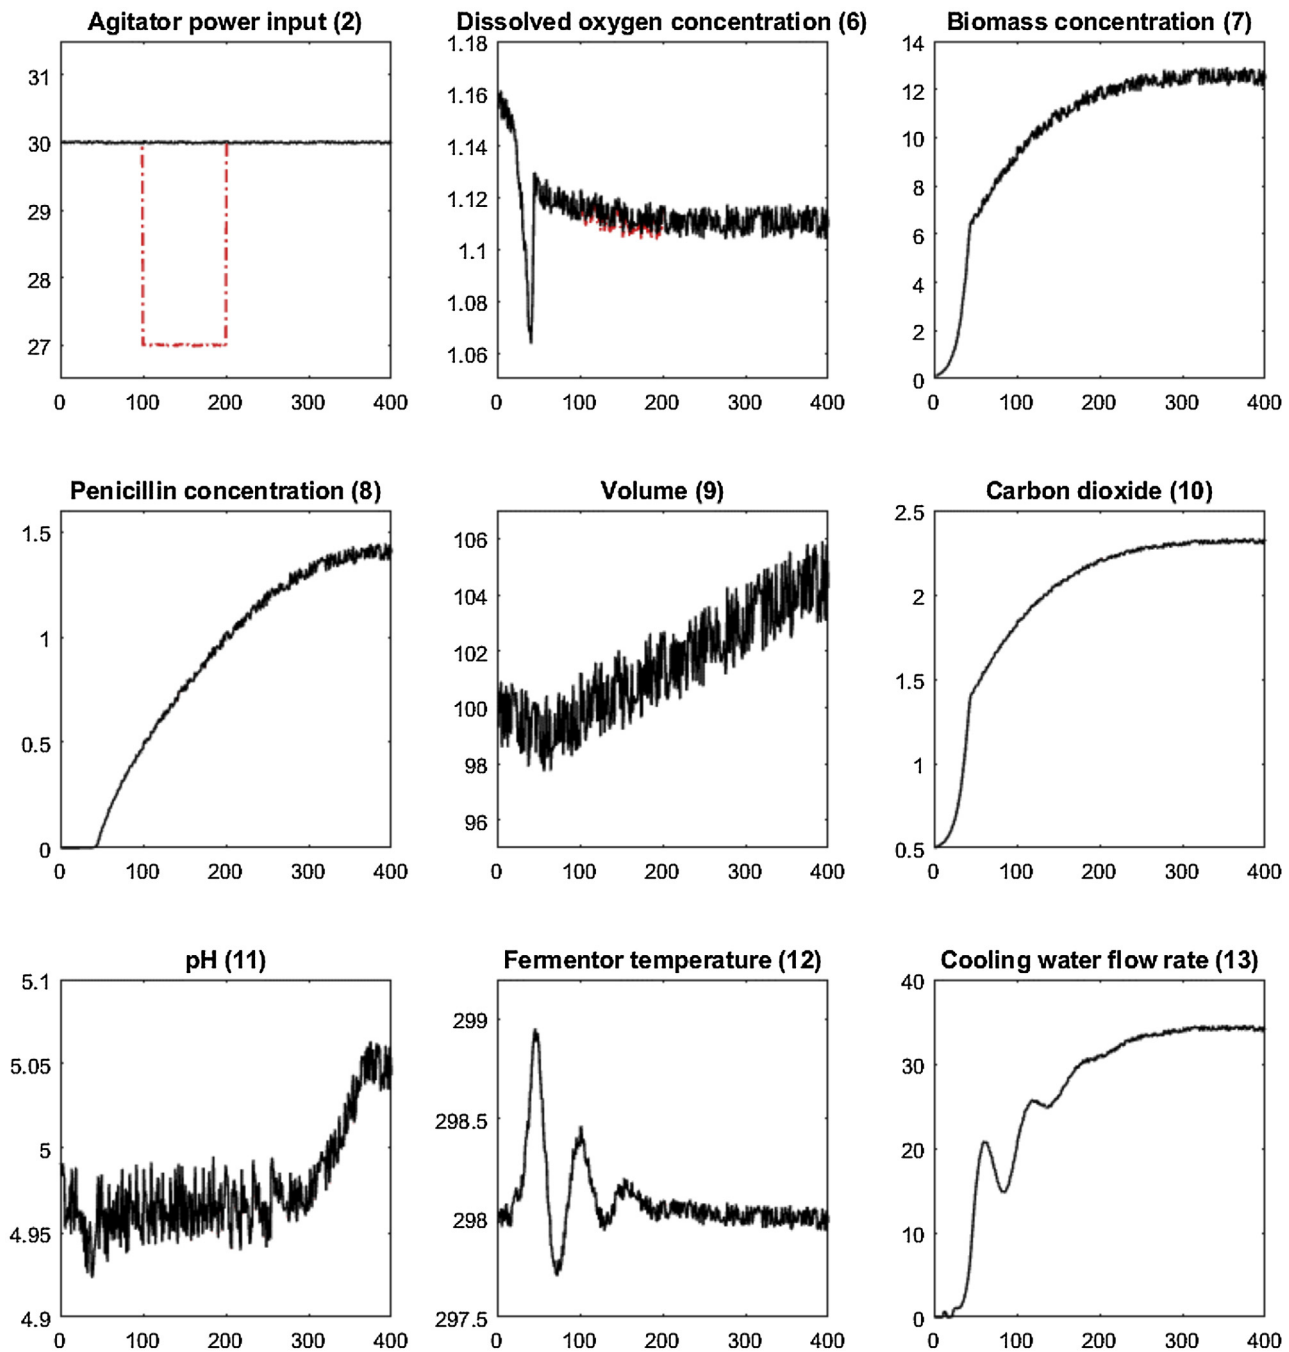 Agitator power input (2)
31
30
29
28
27
0 100 200 300 400
Dissolved oxygen concentration (6)
1.18
1.16
1.14
1.12
1.1
1.08
1.06
0 100 200 300 400
Biomass concentration (7)
14
12
10
8
6
4
2
0
0 100 200 300 400
Penicillin concentration (8)
1.5
1
0.5
0
0 100 200 300 400
Volume (9)
106
104
102
100
98
96
0 100 200 300 400
Carbon dioxide (10)
2.5
2
1.5
1
0.5
0 100 200 300 400
pH (11)
5.1
5.05
5
4.95
4.9
0 100 200 300 400
Fermentor temperature (12)
299
298.5
298
297.5
0 100 200 300 400
Cooling water flow rate (13)
40
30
20
10
0
0 100 200 300 400